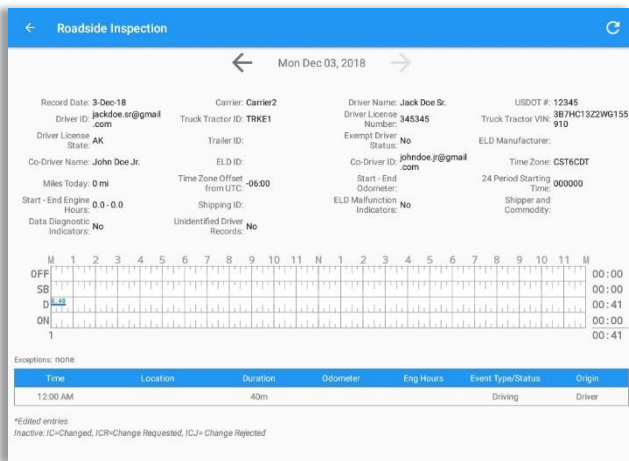 Roadside Inspection
Mon Dec 03, 2018
Record Date: 3-Dec-18 Carrier: Carrier2 Driver Name: Jack Doe Sr. USDOT #: 12345
Driver ID: jackdoe.sr@gmail.com Truck Tractor ID: TRKE1 Driver License Number: 345345 Truck Tractor VIN: 3B7HC13Z2WG155910
Driver License State: AK Trailer ID: Exempt Driver Status: No ELD Manufacturer:
Co-Driver Name: John Doe Jr. ELD ID: Co-Driver ID: johndoe.jr@gmail.com Time Zone: CST6CDT
Miles Today: 0 mi Time Zone Offset from UTC: -06:00 Start - End Odometer: 24 Period Starting Time: 000000
Start - End Engine Hours: 0.0 - 0.0 Shipping ID: ELD Malfunction Indicators: No Shipper and Commodity:
Data Diagnostic Indicators: No Unidentified Driver Records: No
M 1 2 3 4 5 6 7 8 9 10 11 N 1 2 3 4 5 6 7 8 9 10 11 M
OFF 00:00
SB 00:00
D 0:40 00:41
ON 00:00
1 00:41
Exceptions: none
Time Location Duration Odometer Eng Hours Event Type/Status Origin
12:00 AM 40m Driving Driver
*Edited entries
Inactive: IC=Changed, ICR=Change Requested, ICJ= Change Rejected